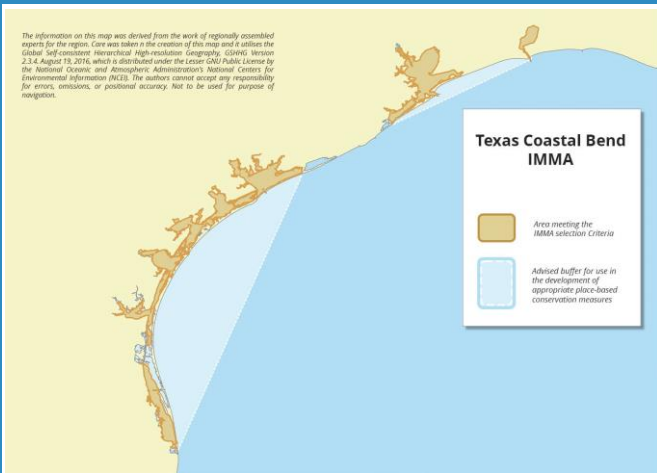 The information on this map was derived from the work of regionally assembled
experts for the region. Care was taken n the creation of this map and it utilises the
Global Self-consistent Hierarchical High-resolution Geography, GSHHG Version
2.3.4. August 19, 2016, which is distributed under the Lesser GNU Public License by
the National Oceanic and Atmospheric Administration's National Centers for
Environmental Information (NCEI). The authors cannot accept any responsibility
for errors, omissions, or positional accuracy. Not to be used for purpose of
navigation.
Texas Coastal Bend
IMMA
Area meeting the
IMMA selection Criteria
Advised buffer for use in
the development of
appropriate place-based
conservation measures